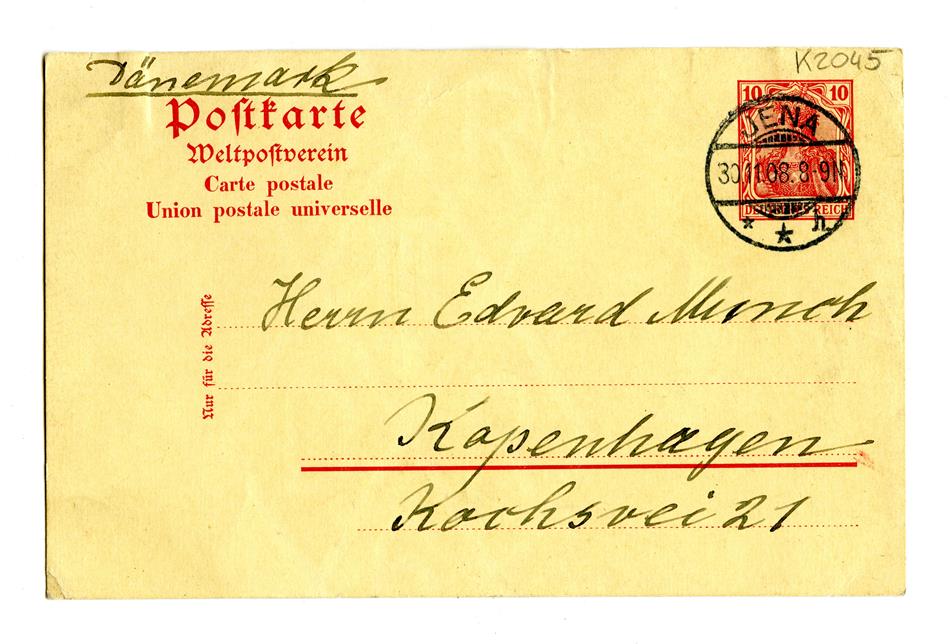 Dänemark
K2045
Postkarte
Weltpostverein
Carte postale
Union postale universelle
10 10
DEUTSCHES REICH
JENA
30.11.08.8-9N
* * h
Nur für die Adresse
Herrn Edvard Munch
Kopenhagen
Kochsvei 21